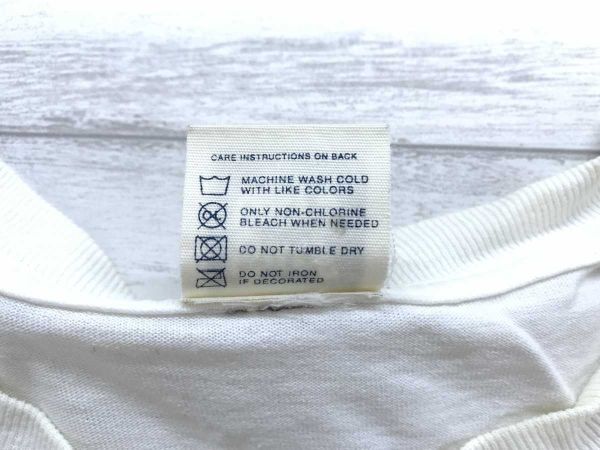 CARE INSTRUCTIONS ON BACK
MACHINE WASH COLD
WITH LIKE COLORS
ONLY NON-CHLORINE
BLEACH WHEN NEEDED
DO NOT TUMBLE DRY
DO NOT IRON
IF DECORATED